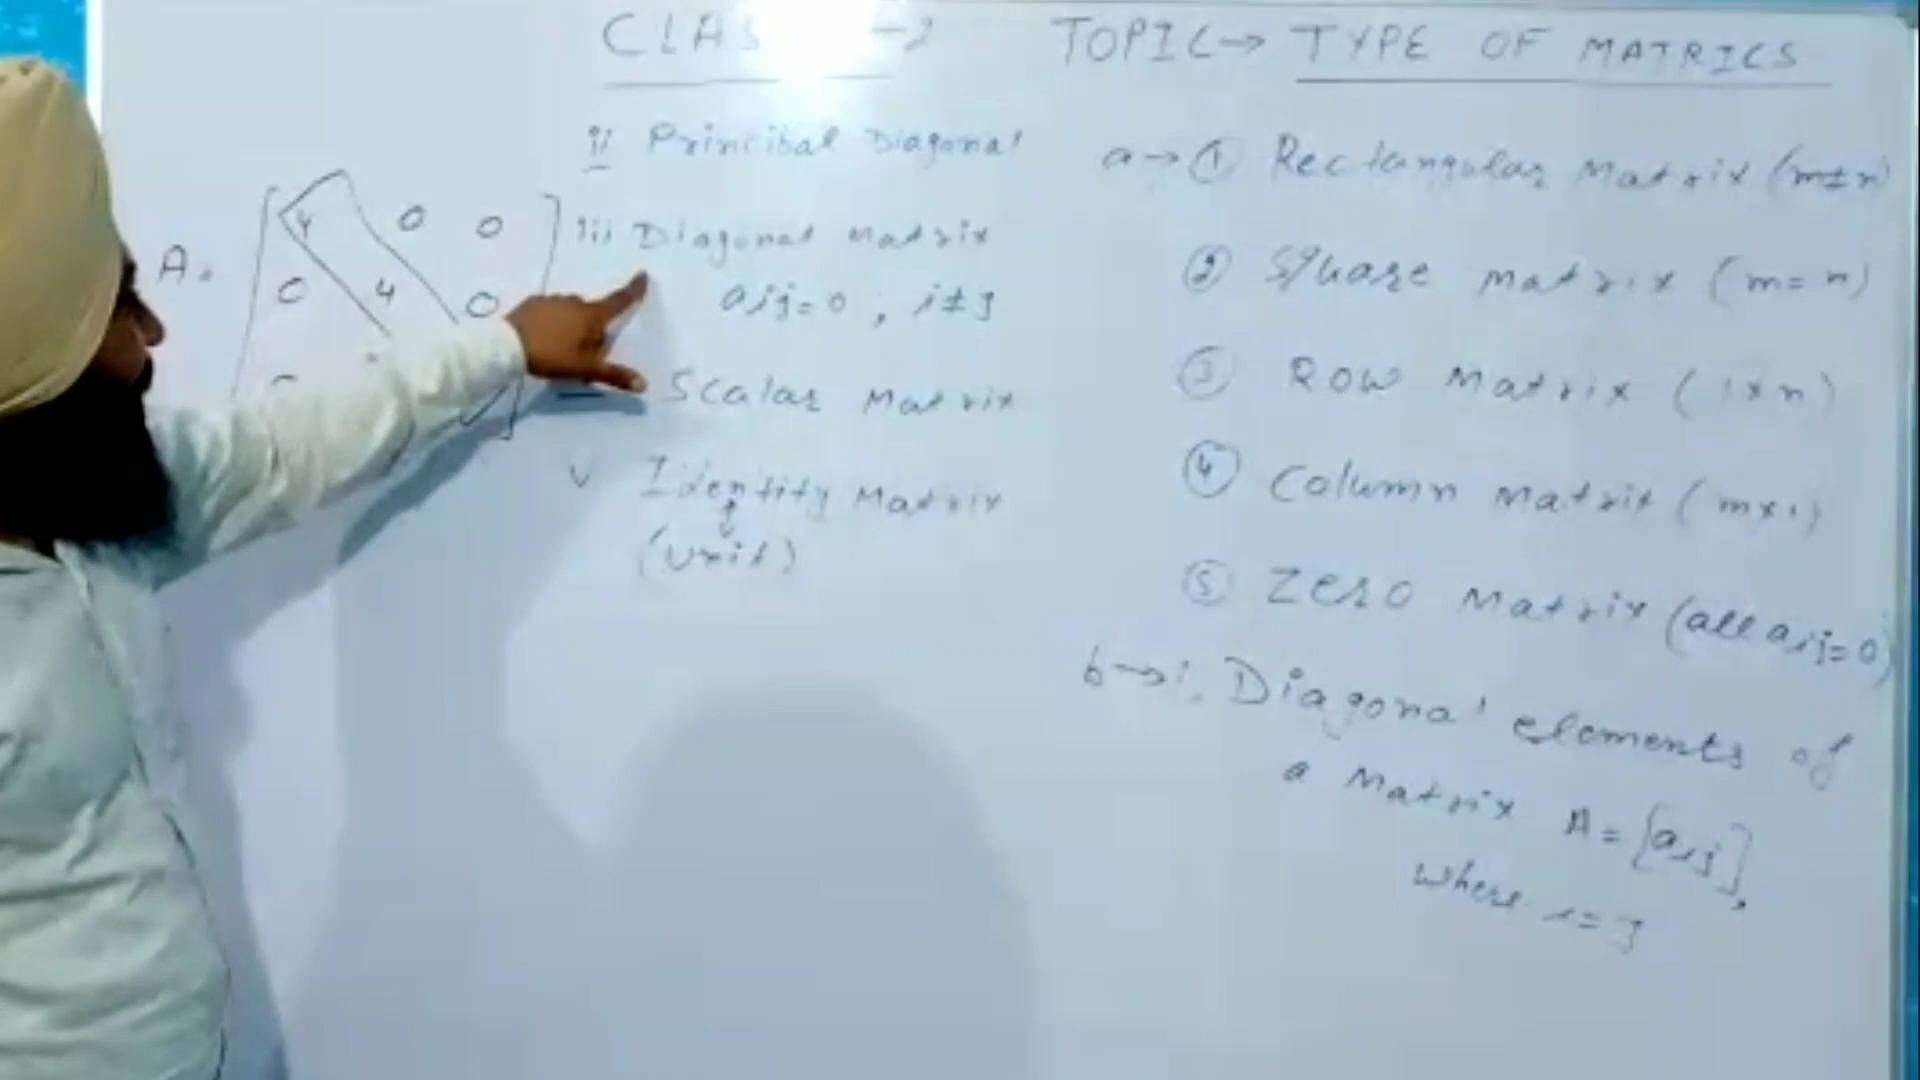 CLAS -2 TOPIC→ TYPE OF MATRICS
ii Principal Diagonal
iii Diagonal Matrix
aij=0 , i≠j
Scalar Matrix
v Identity Matrix
(Unit)
A=
4 0 0
0 4 0
a→① Rectangular Matrix (m≠n)
② Square Matrix (m=n)
③ Row Matrix (1×n)
④ Column Matrix (m×1)
⑤ Zero Matrix (all aij=0)
b→i. Diagonal elements of
a Matrix A=[aij],
where i=j